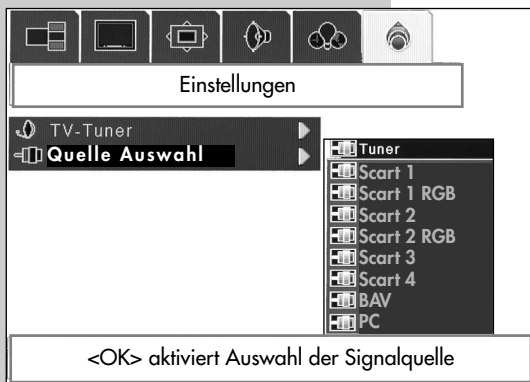 Einstellungen
TV-Tuner
Quelle Auswahl
Tuner
Scart 1
Scart 1 RGB
Scart 2
Scart 2 RGB
Scart 3
Scart 4
BAV
PC
<OK> aktiviert Auswahl der Signalquelle